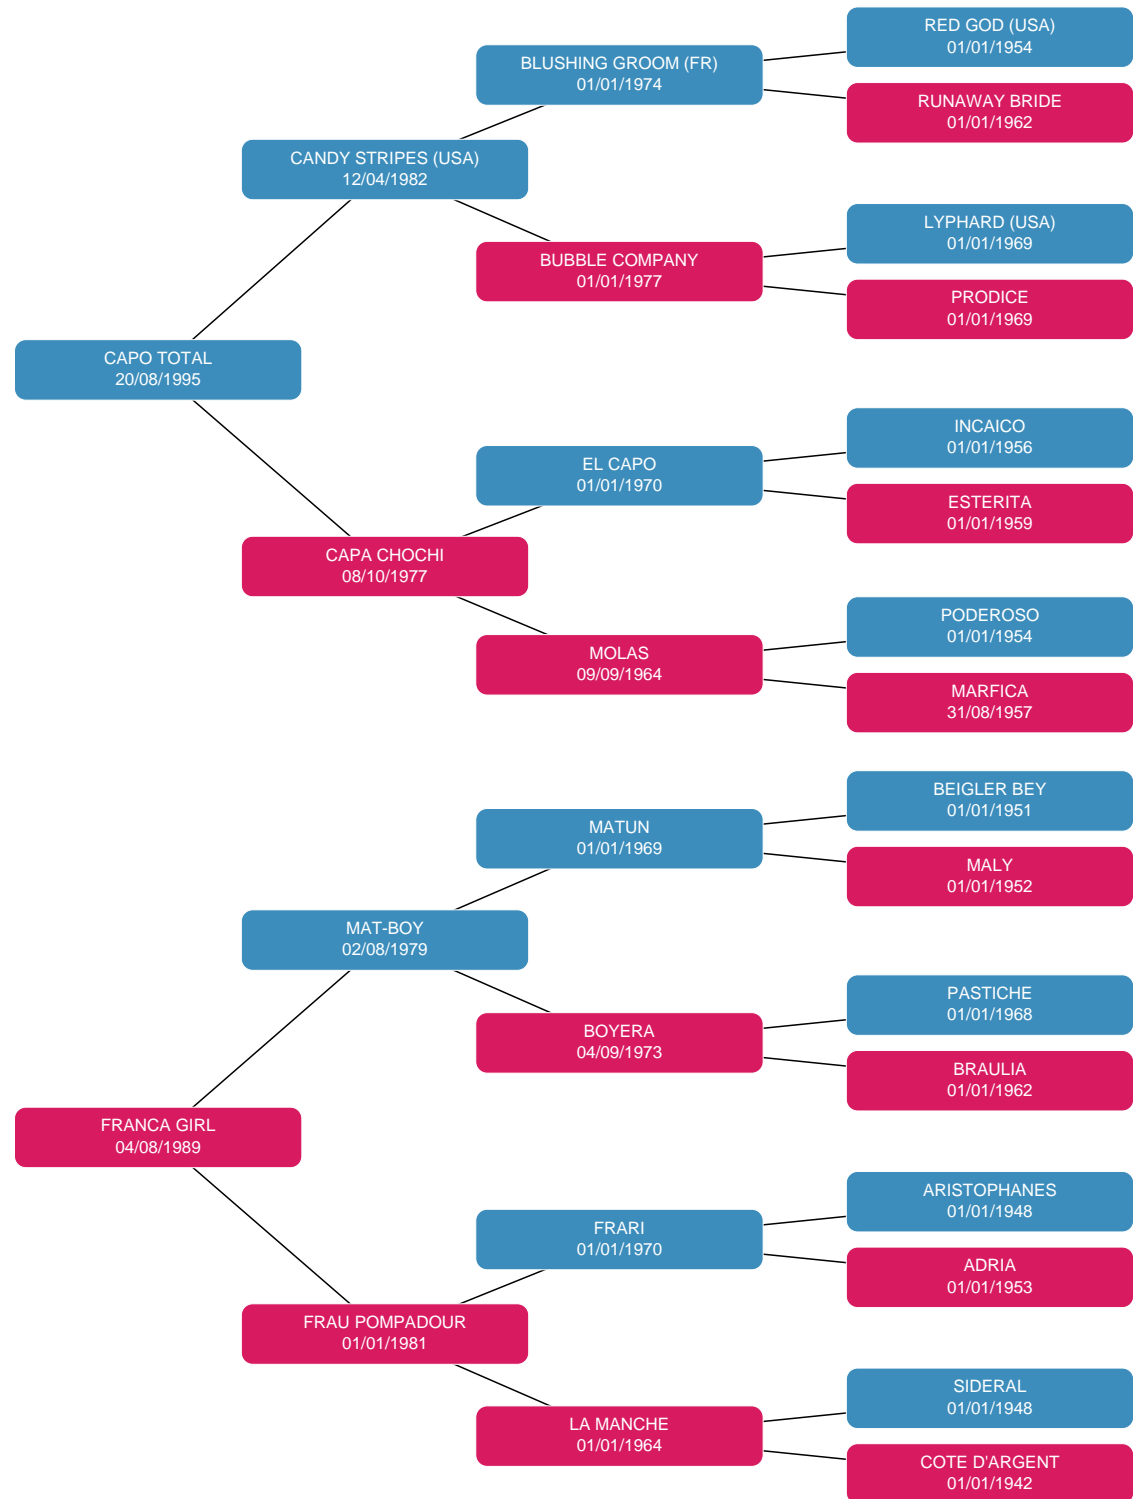 RED GOD (USA)
01/01/1954
BLUSHING GROOM (FR)
01/01/1974
RUNAWAY BRIDE
01/01/1962
CANDY STRIPES (USA)
12/04/1982
LYPHARD (USA)
01/01/1969
BUBBLE COMPANY
01/01/1977
PRODICE
01/01/1969
CAPO TOTAL
20/08/1995
INCAICO
01/01/1956
EL CAPO
01/01/1970
ESTERITA
01/01/1959
CAPA CHOCHI
08/10/1977
PODEROSO
01/01/1954
MOLAS
09/09/1964
MARFICA
31/08/1957
BEIGLER BEY
01/01/1951
MATUN
01/01/1969
MALY
01/01/1952
MAT-BOY
02/08/1979
PASTICHE
01/01/1968
BOYERA
04/09/1973
BRAULIA
01/01/1962
FRANCA GIRL
04/08/1989
ARISTOPHANES
01/01/1948
FRARI
01/01/1970
ADRIA
01/01/1953
FRAU POMPADOUR
01/01/1981
SIDERAL
01/01/1948
LA MANCHE
01/01/1964
COTE D'ARGENT
01/01/1942